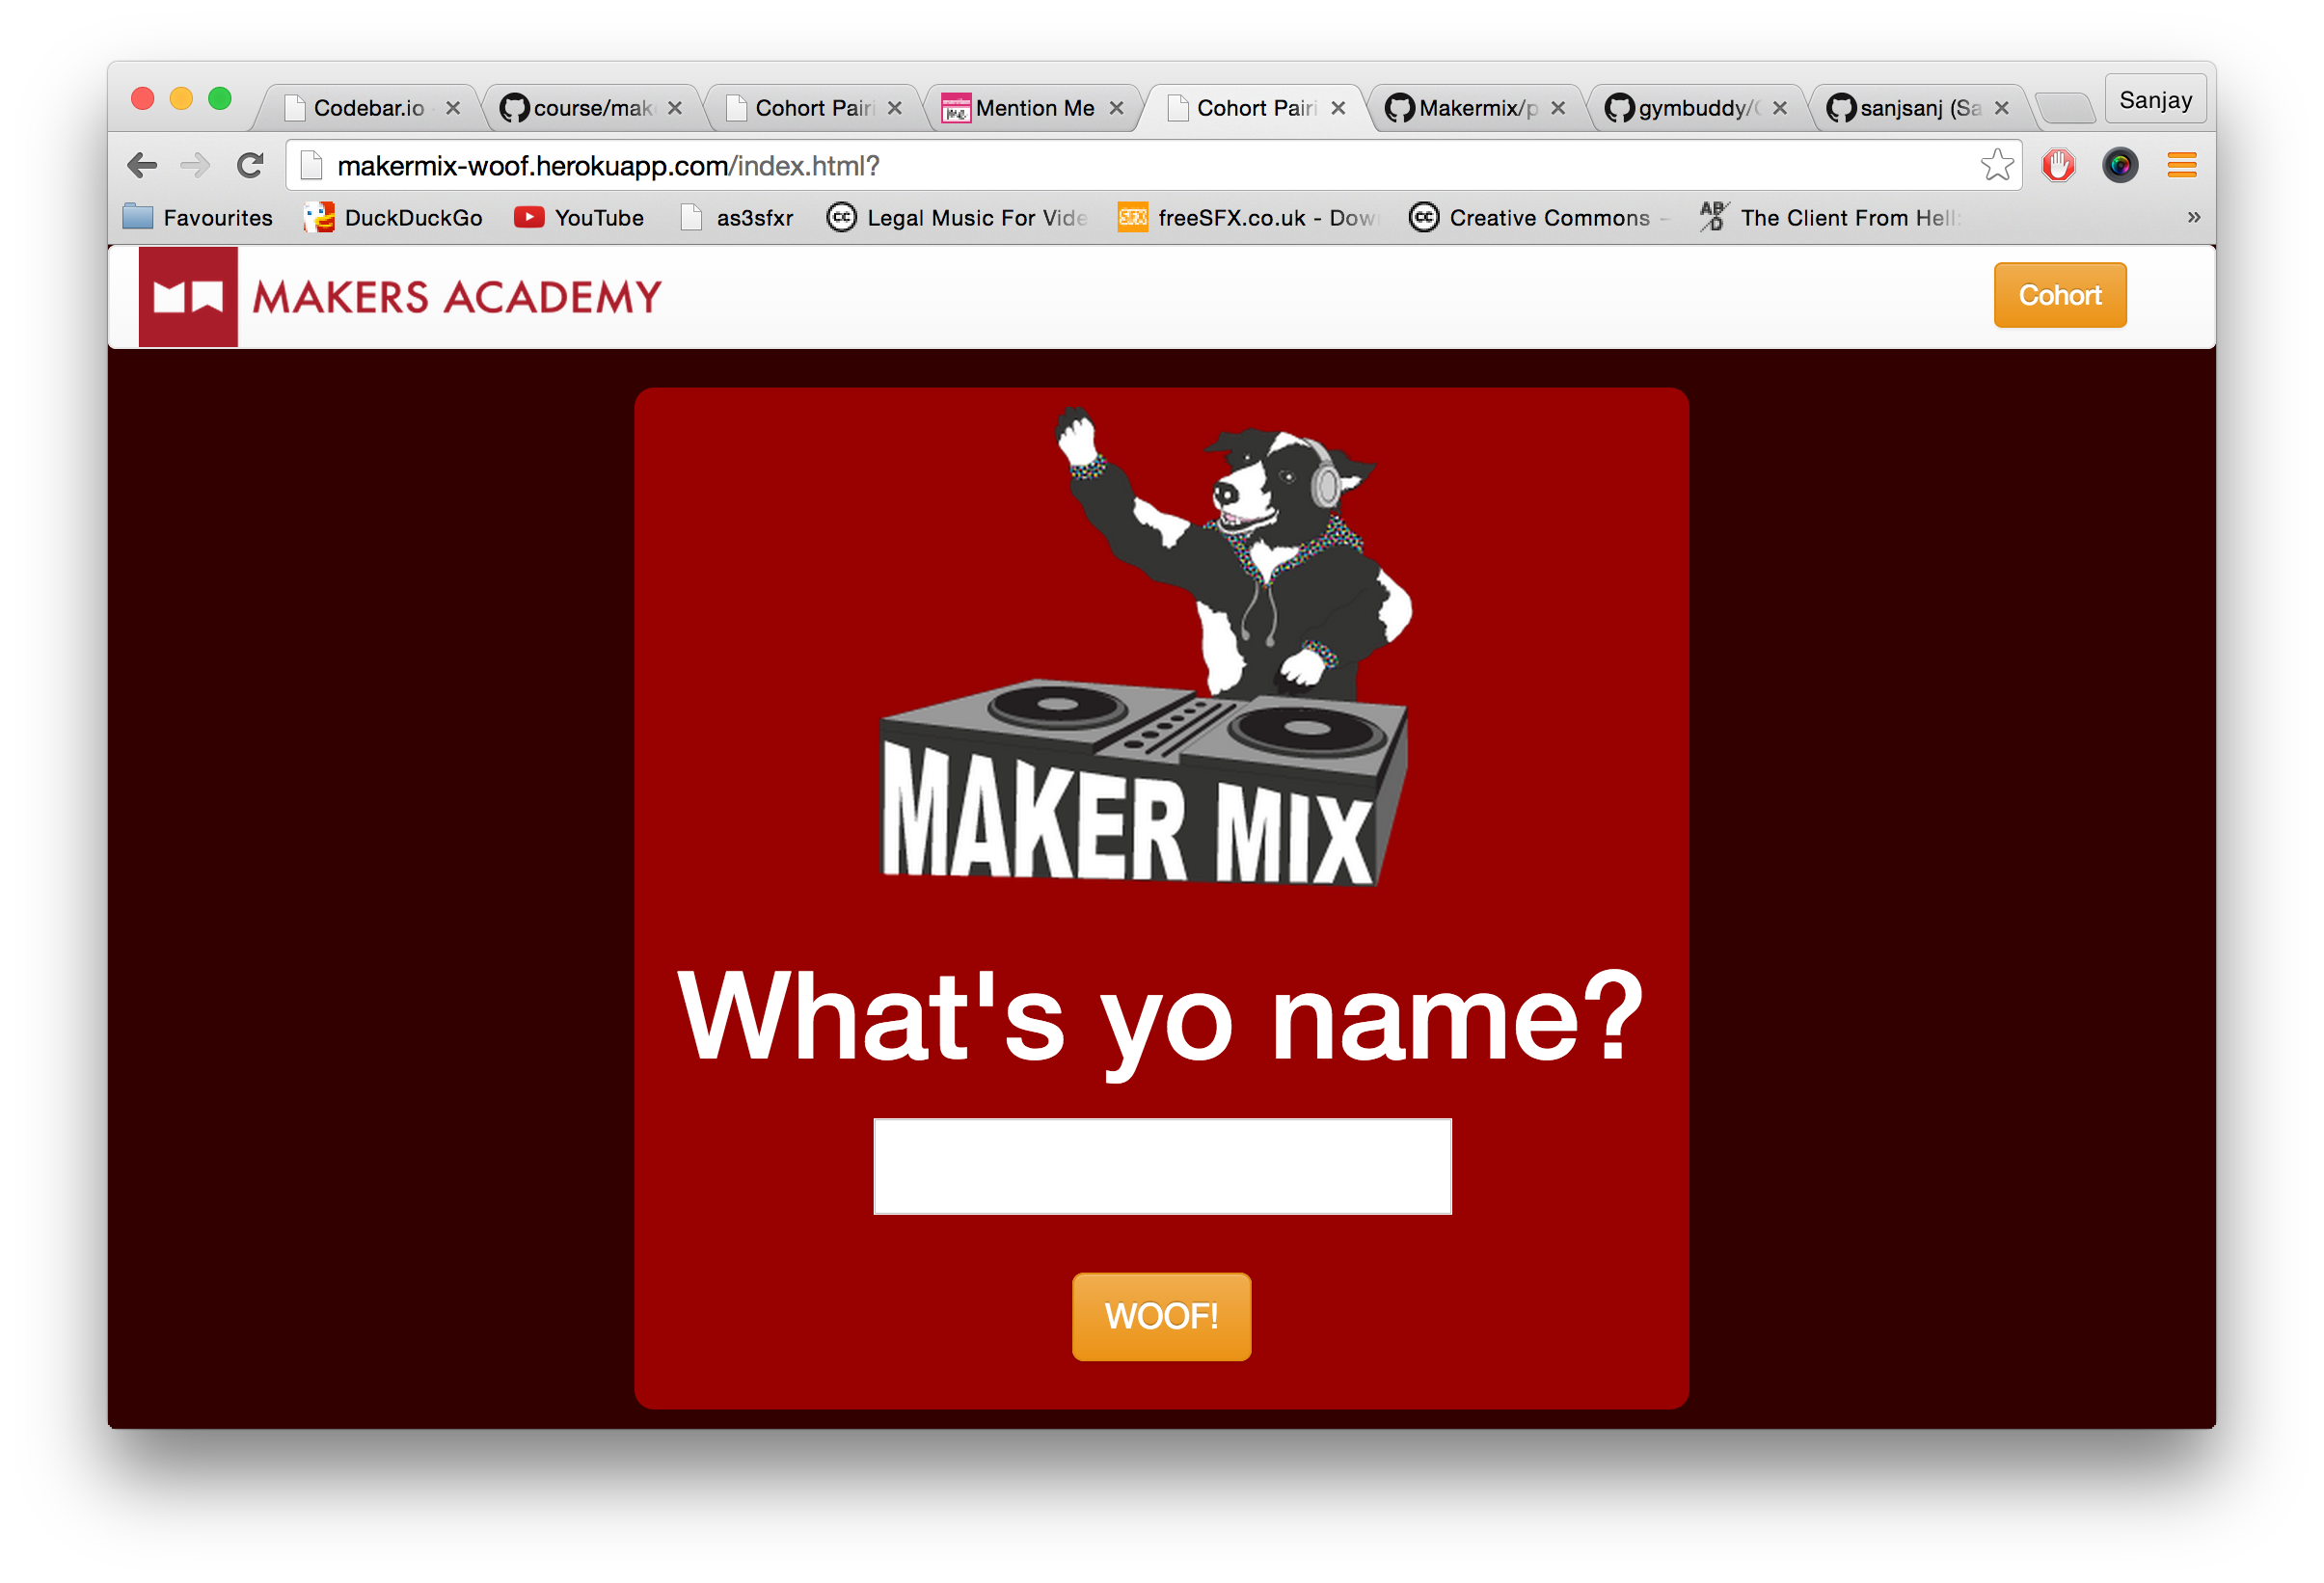 Codebar.io
course/mak
Cohort Pairi
Mention Me
Cohort Pairi
Makermix/p
gymbuddy/
sanjsanj (Sa
Sanjay
makermix-woof.herokuapp.com/index.html?
Favourites
DuckDuckGo
YouTube
as3sfxr
Legal Music For Vide
SFX
freeSFX.co.uk - Dow
Creative Commons –
AB/D
The Client From Hell
»
MAKERS ACADEMY
Cohort
MAKER MIX
What's yo name?
WOOF!